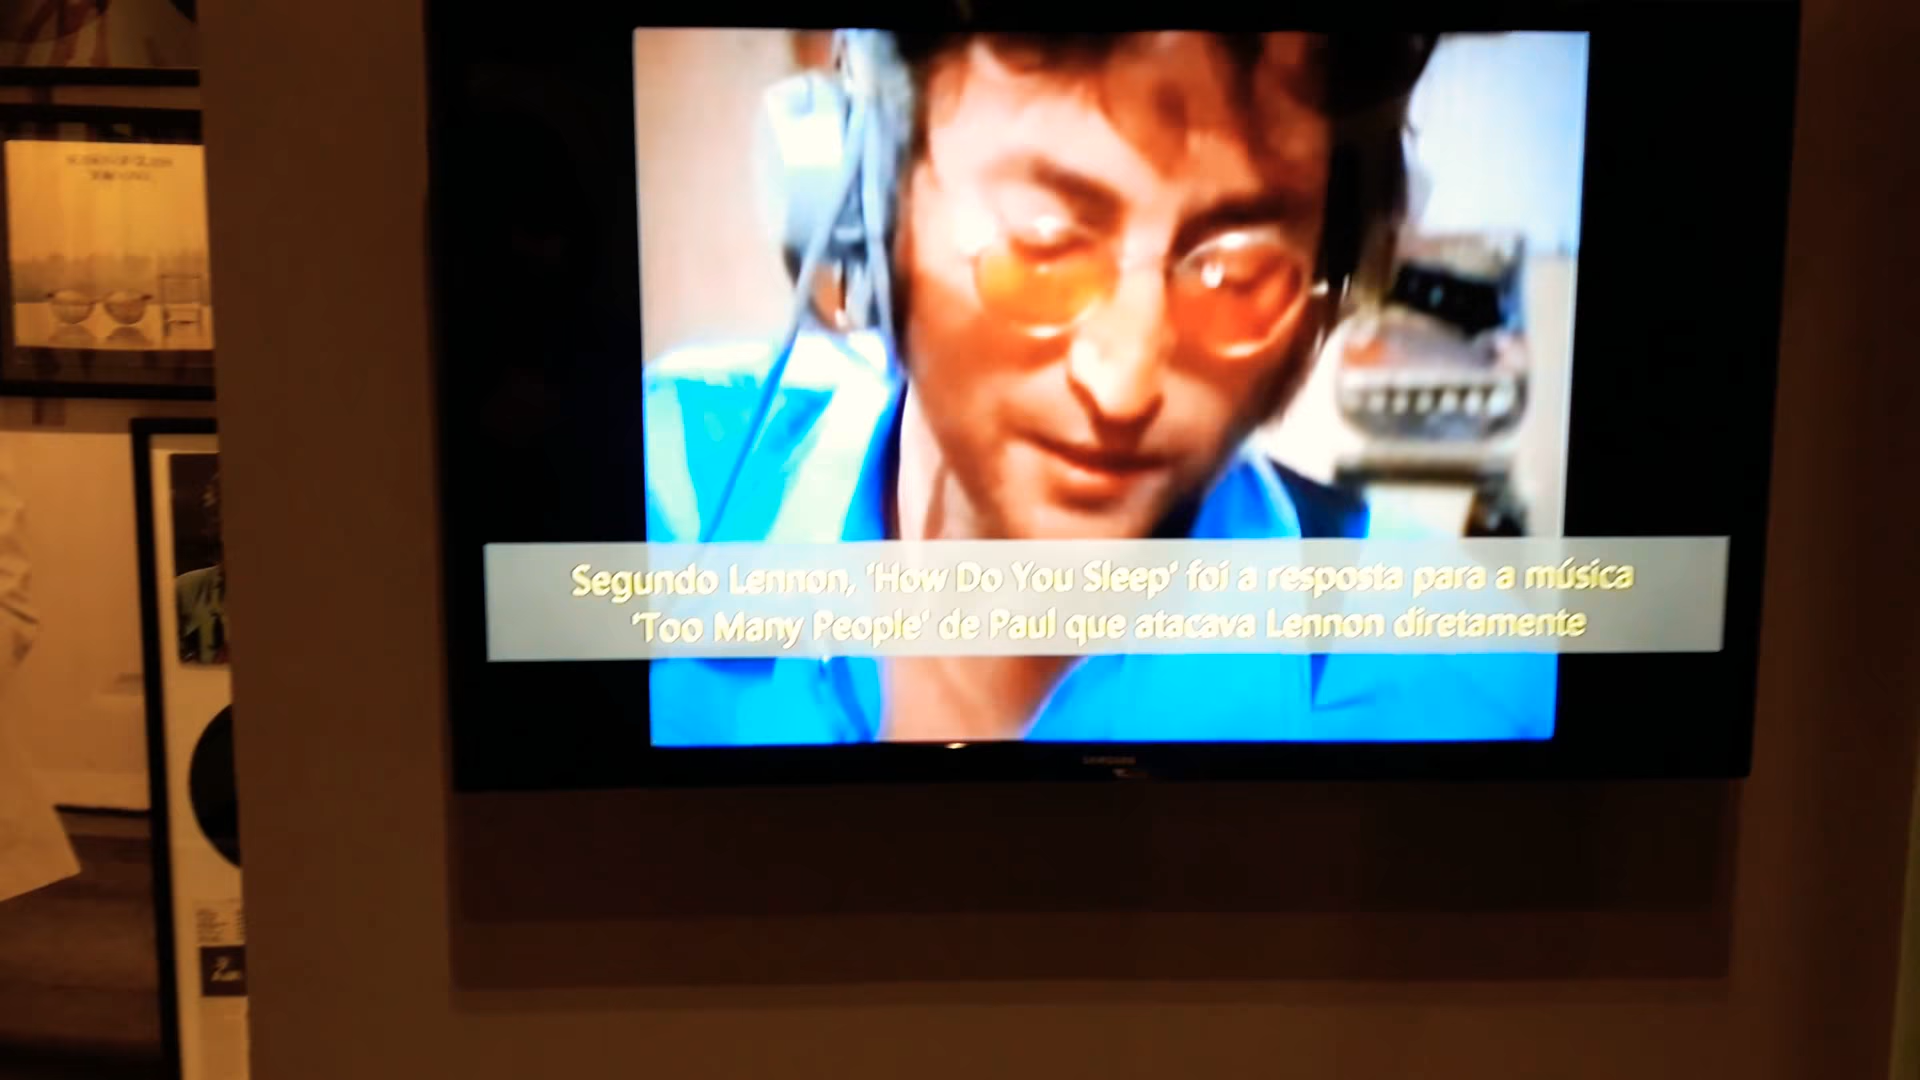 Segundo Lennon, 'How Do You Sleep' foi a resposta para a música
'Too Many People' de Paul que atacava Lennon diretamente
SAMSUNG